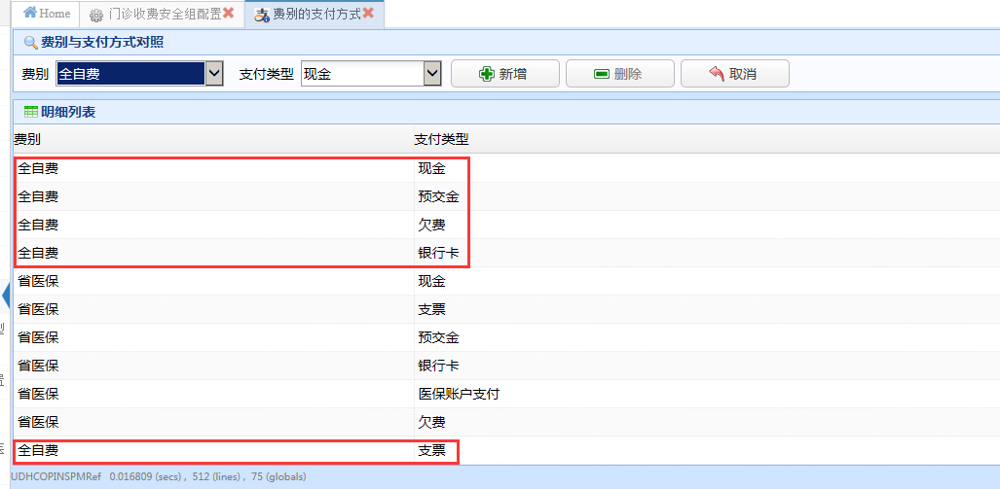 Home 门诊收费安全组配置 费别的支付方式
费别与支付方式对照
费别 全自费 支付类型 现金 新增 删除 取消
明细列表
费别 支付类型
全自费 现金
全自费 预交金
全自费 欠费
全自费 银行卡
省医保 现金
省医保 支票
省医保 预交金
省医保 银行卡
省医保 医保账户支付
省医保 欠费
全自费 支票
UDHCOPINSPMRef 0.016809 (secs) , 512 (lines) , 75 (globals)